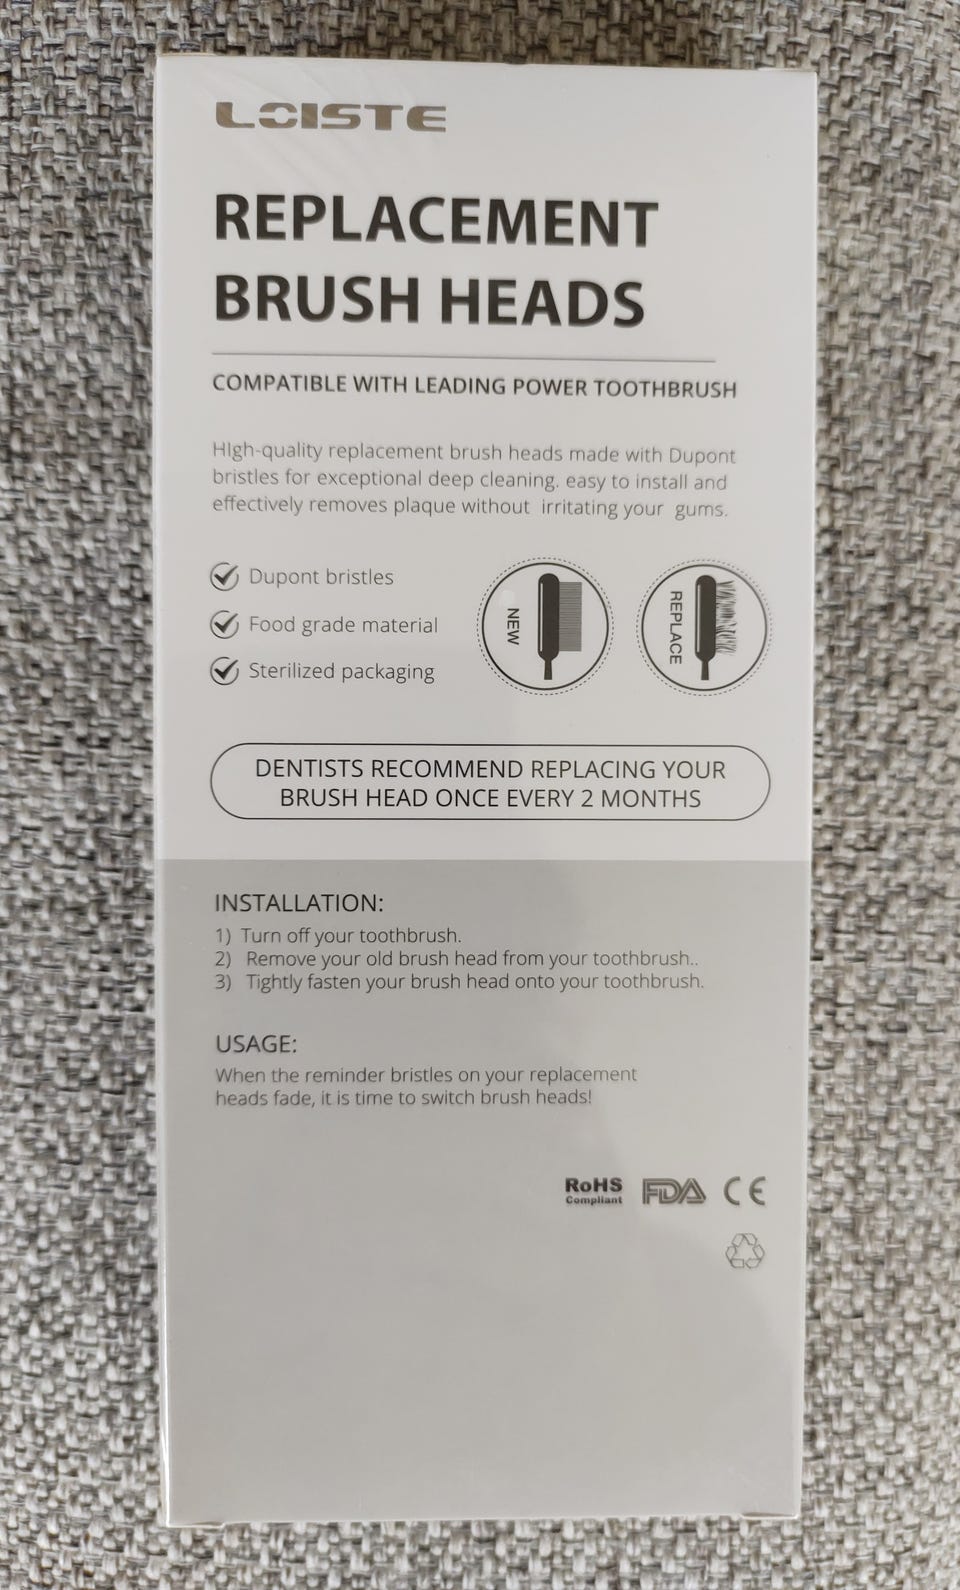 LOISTE
REPLACEMENT
BRUSH HEADS
COMPATIBLE WITH LEADING POWER TOOTHBRUSH
HIgh-quality replacement brush heads made with Dupont
bristles for exceptional deep cleaning. easy to install and
effectively removes plaque without irritating your gums.
Dupont bristles
Food grade material
Sterilized packaging
NEW
REPLACE
DENTISTS RECOMMEND REPLACING YOUR
BRUSH HEAD ONCE EVERY 2 MONTHS
INSTALLATION:
1) Turn off your toothbrush.
2) Remove your old brush head from your toothbrush..
3) Tightly fasten your brush head onto your toothbrush.
USAGE:
When the reminder bristles on your replacement
heads fade, it is time to switch brush heads!
RoHS
Compliant
FDA
CE